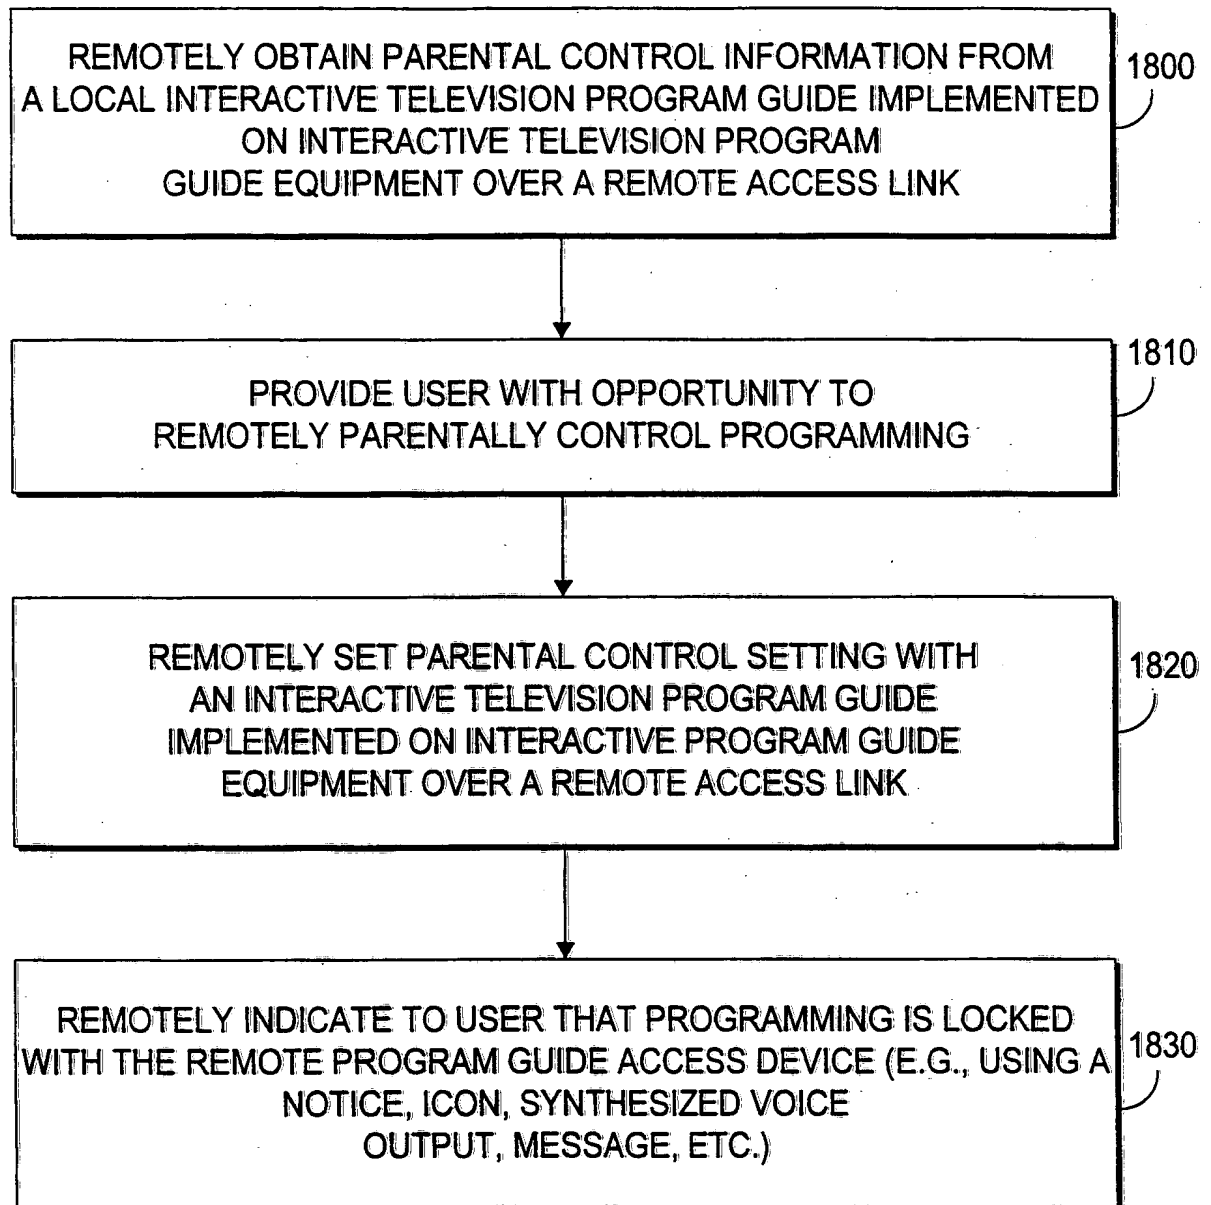 REMOTELY OBTAIN PARENTAL CONTROL INFORMATION FROM
A LOCAL INTERACTIVE TELEVISION PROGRAM GUIDE IMPLEMENTED
ON INTERACTIVE TELEVISION PROGRAM
GUIDE EQUIPMENT OVER A REMOTE ACCESS LINK
1800
PROVIDE USER WITH OPPORTUNITY TO
REMOTELY PARENTALLY CONTROL PROGRAMMING
1810
REMOTELY SET PARENTAL CONTROL SETTING WITH
AN INTERACTIVE TELEVISION PROGRAM GUIDE
IMPLEMENTED ON INTERACTIVE PROGRAM GUIDE
EQUIPMENT OVER A REMOTE ACCESS LINK
1820
REMOTELY INDICATE TO USER THAT PROGRAMMING IS LOCKED
WITH THE REMOTE PROGRAM GUIDE ACCESS DEVICE (E.G., USING A
NOTICE, ICON, SYNTHESIZED VOICE
OUTPUT, MESSAGE, ETC.)
1830